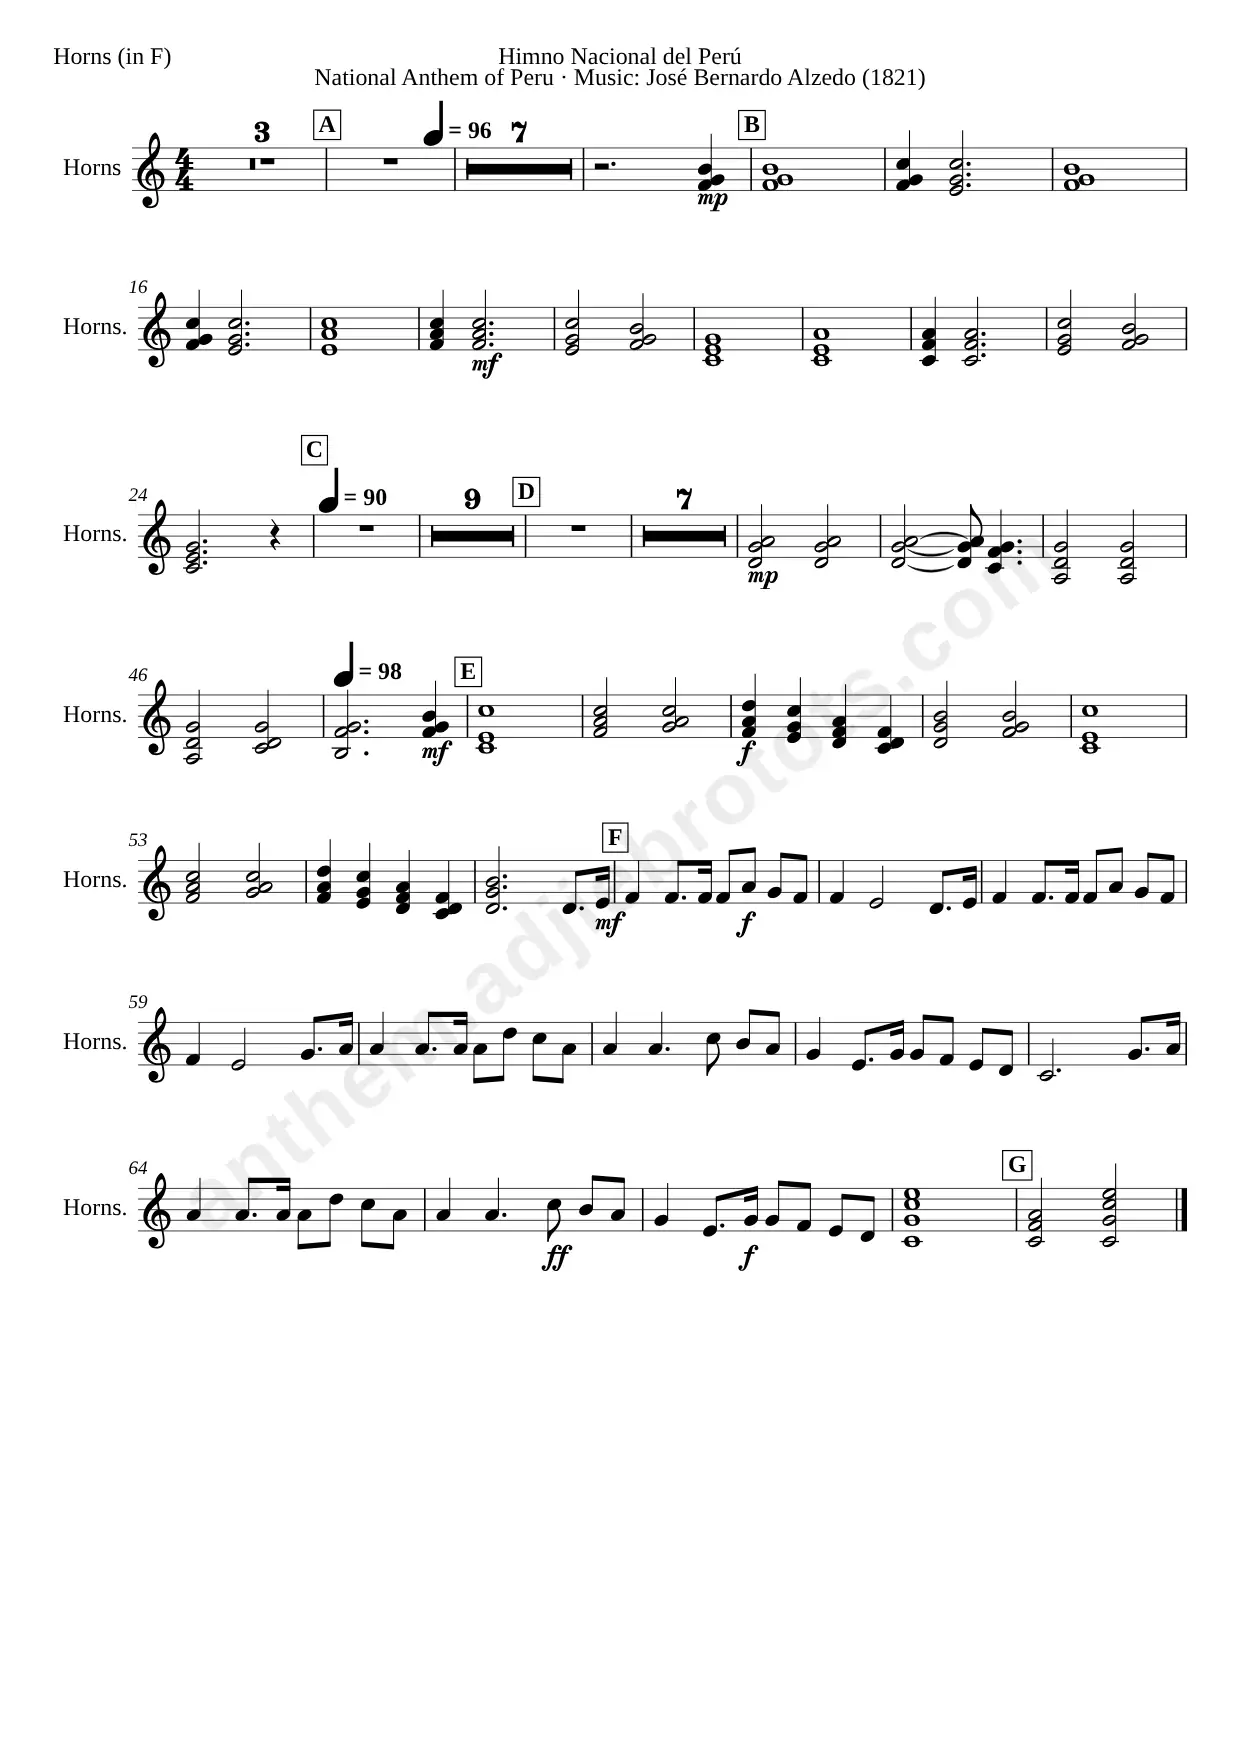 Horns (in F)
Himno Nacional del Perú
National Anthem of Peru · Music: José Bernardo Alzedo (1821)
3 A = 96 7 B
Horns
mp
16
Horns.
mf
C
24 = 90 9 D 7
Horns.
mp
46 = 98 E
Horns.
mf f
53 F
Horns.
mf f
59
Horns.
64 G
Horns.
ff f
anthem.adjiebrotots.com